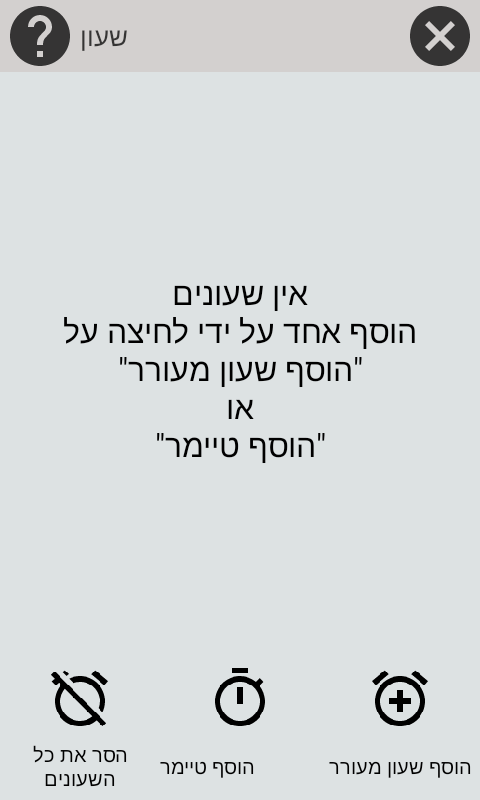 שעון
אין שעונים
הוסף אחד על ידי לחיצה על
"הוסף שעון מעורר"
או
"הוסף טיימר"
הוסף שעון מעורר
הוסף טיימר
הסר את כל
השעונים